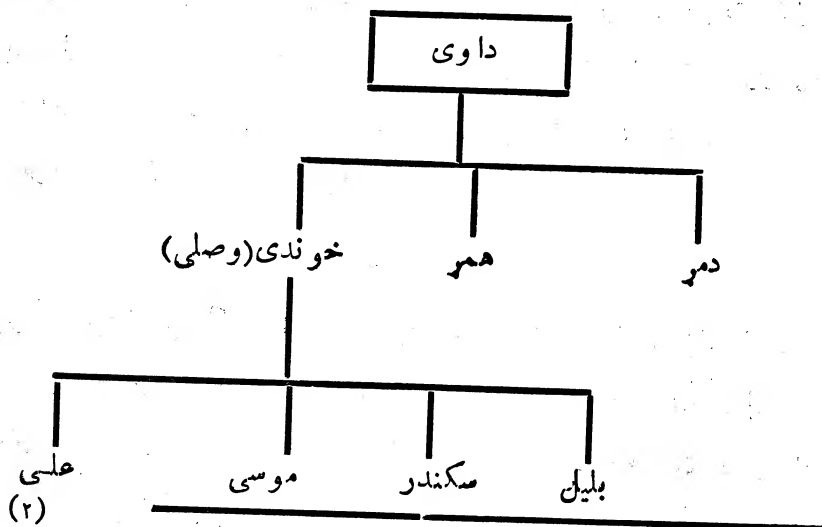 داوی
دمر همر خوندی(وصلی)
بلیل سکندر موسی علی
(۲)